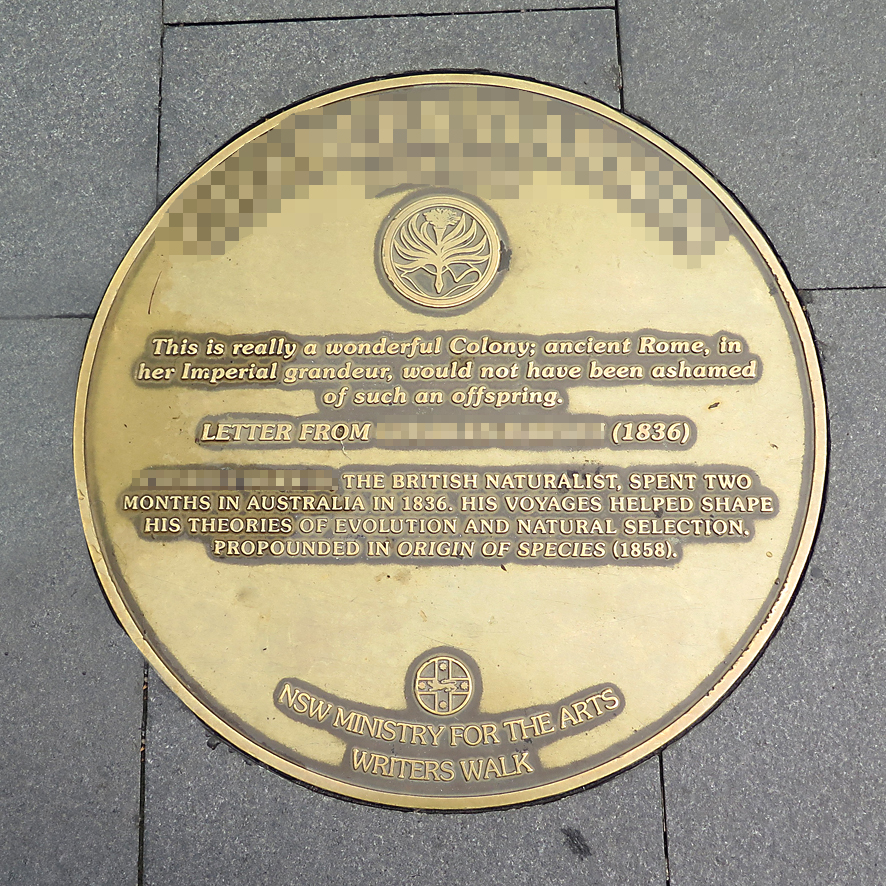 This is really a wonderful Colony; ancient Rome, in
her Imperial grandeur, would not have been ashamed
of such an offspring.
LETTER FROM (1836)
THE BRITISH NATURALIST, SPENT TWO
MONTHS IN AUSTRALIA IN 1836. HIS VOYAGES HELPED SHAPE
HIS THEORIES OF EVOLUTION AND NATURAL SELECTION.
PROPOUNDED IN ORIGIN OF SPECIES (1858).
NSW MINISTRY FOR THE ARTS
WRITERS WALK